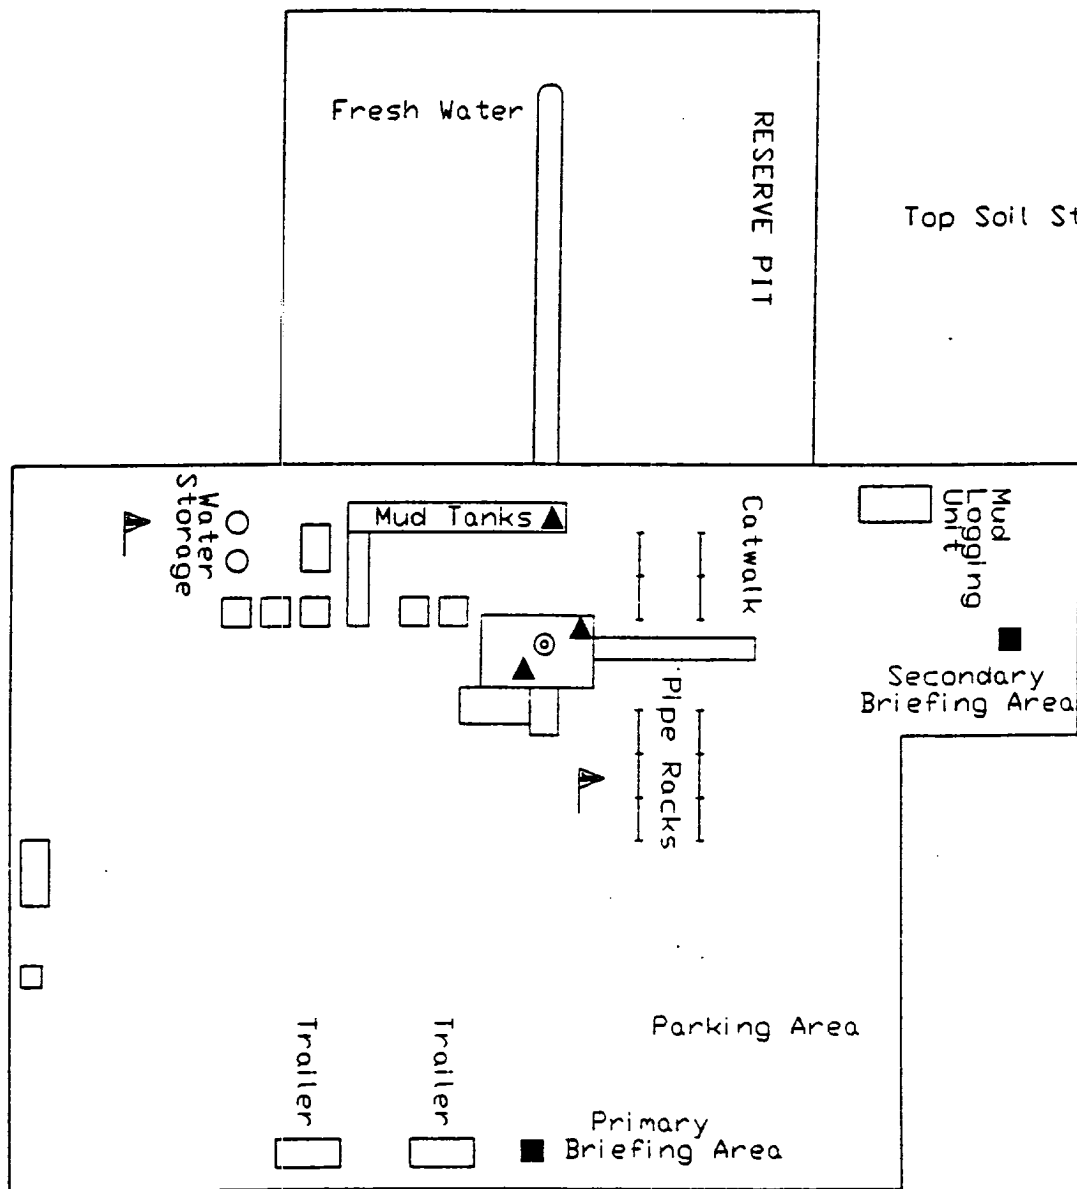 Fresh Water
RESERVE PIT
Top Soil St
Water
Storage
Mud Tanks
Catwalk
Mud
Logging
Unit
Secondary
Briefing Area
Pipe Racks
Parking Area
Trailer
Trailer
Primary
Briefing Area